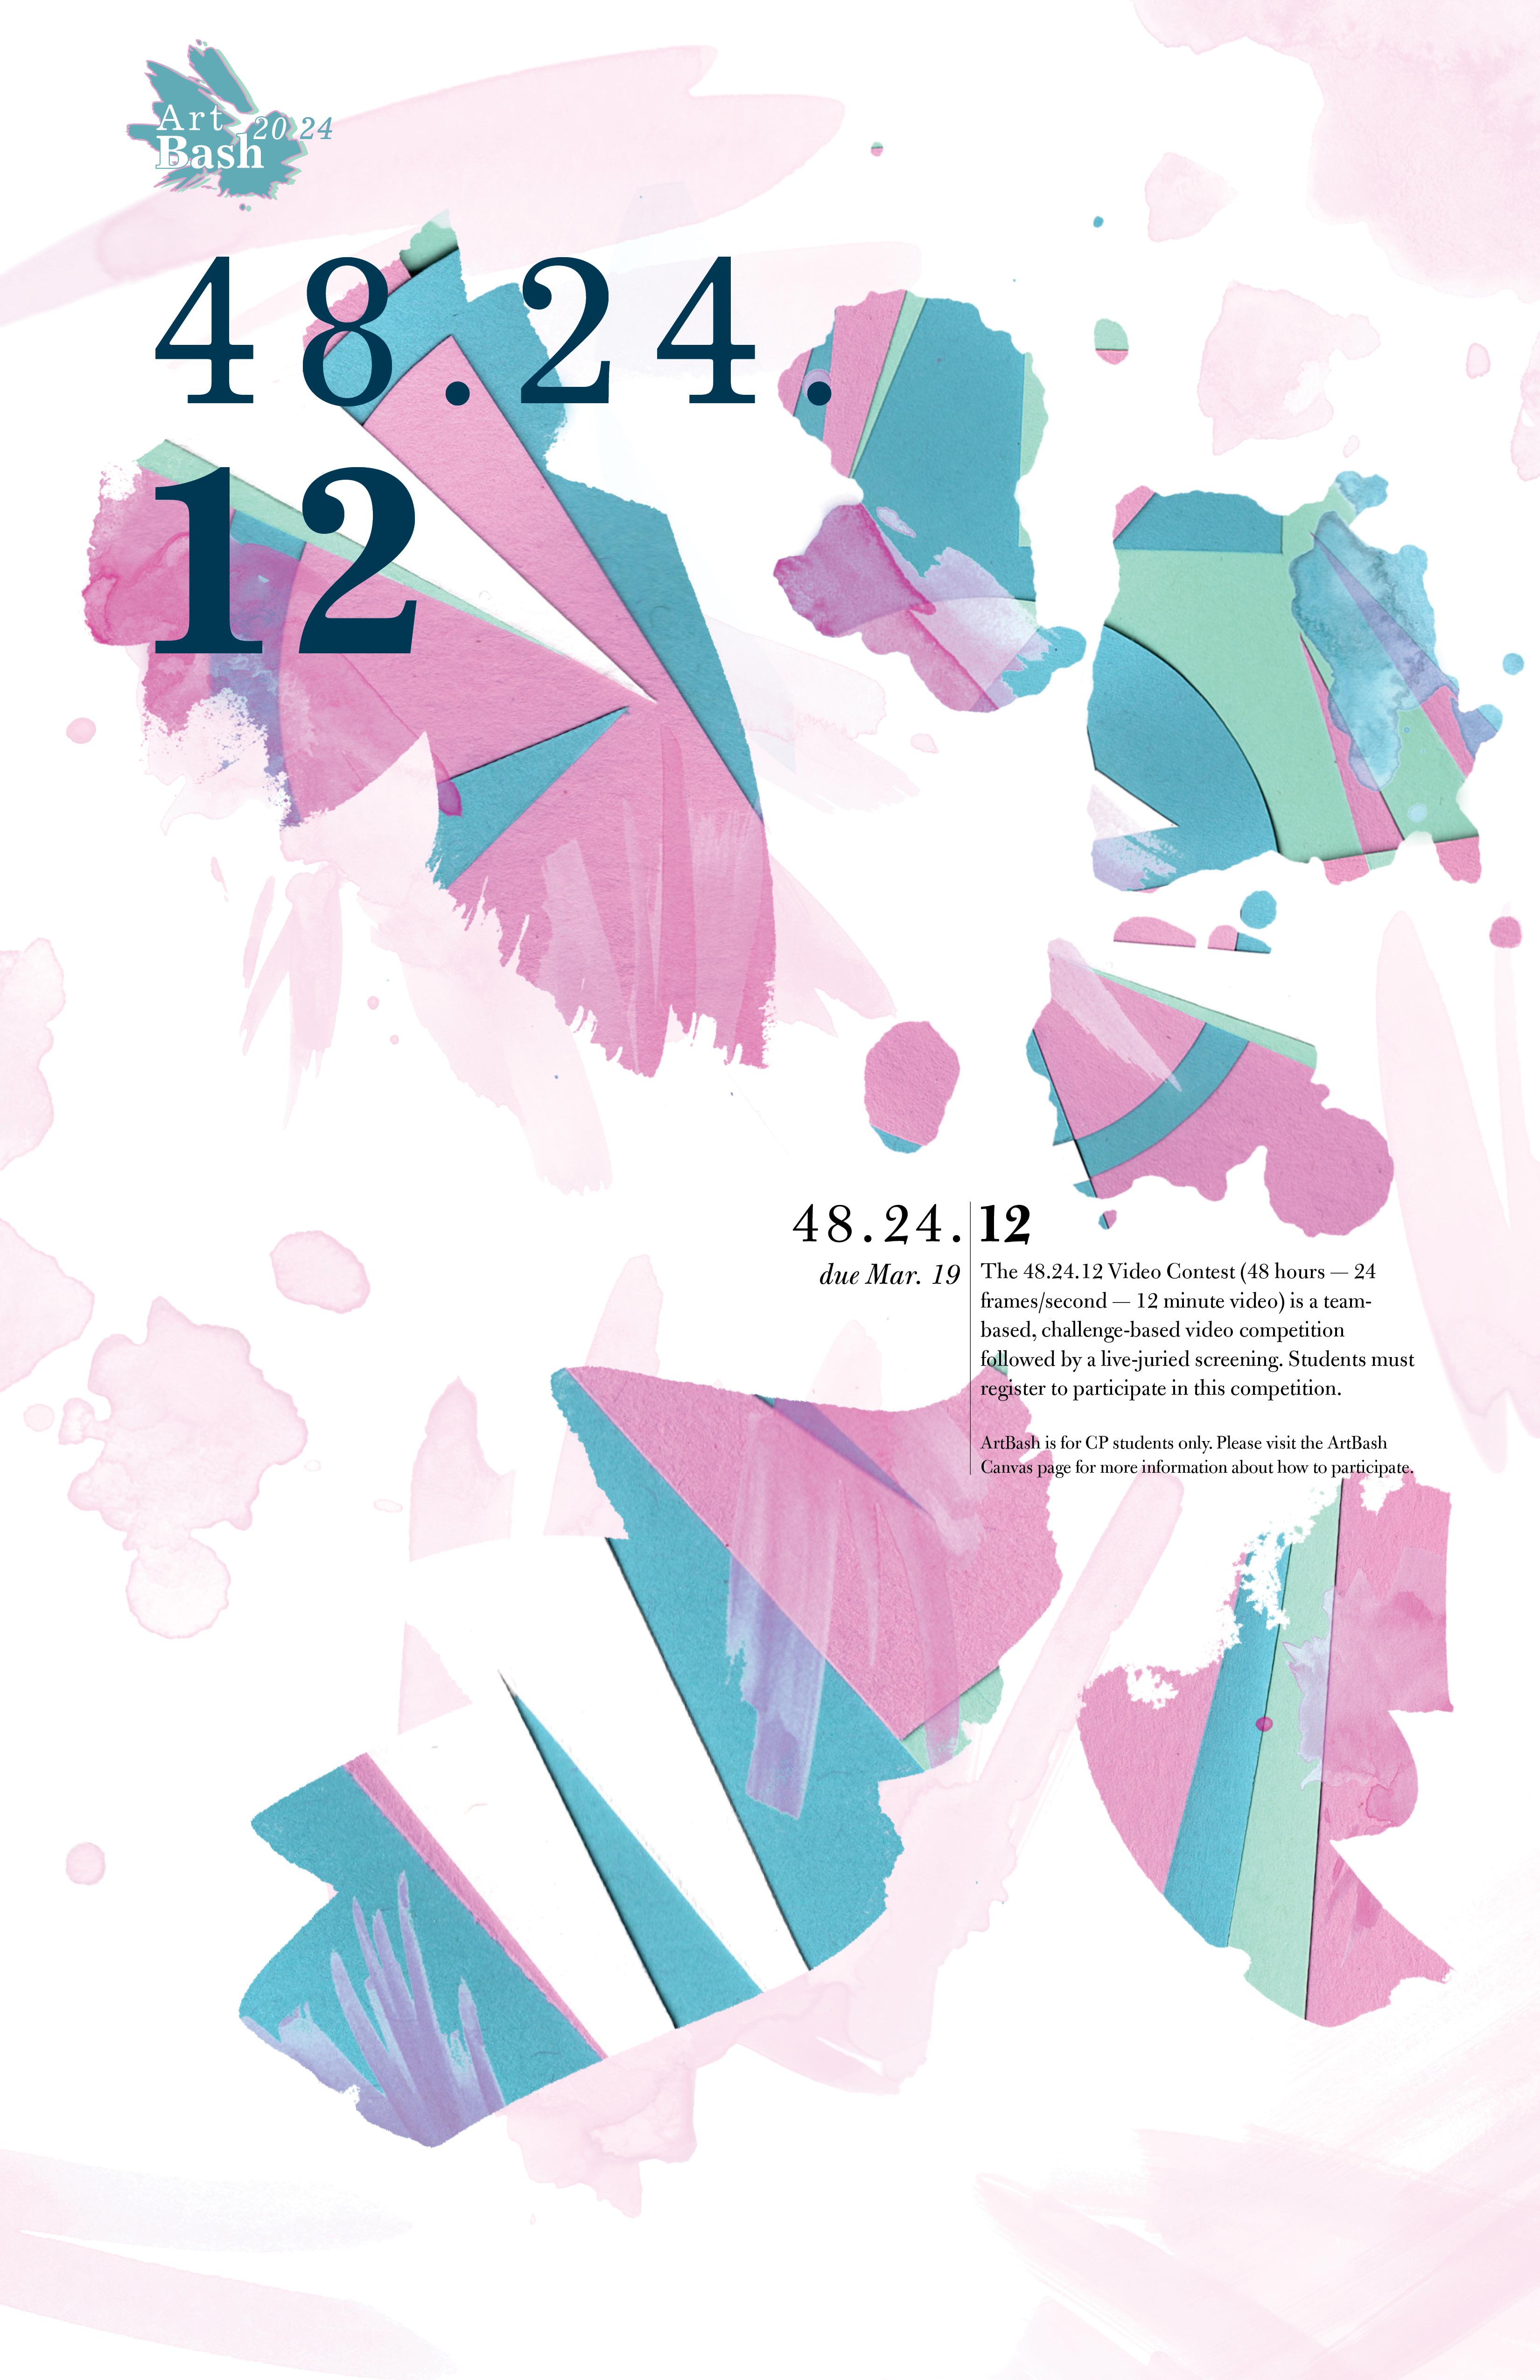 Art
20 24
Bash
48.24.
12
48.24.
12
due Mar. 19
The 48.24.12 Video Contest (48 hours — 24
frames/second — 12 minute video) is a team-
based, challenge-based video competition
followed by a live-juried screening. Students must
register to participate in this competition.
ArtBash is for CP students only. Please visit the ArtBash
Canvas page for more information about how to participate.